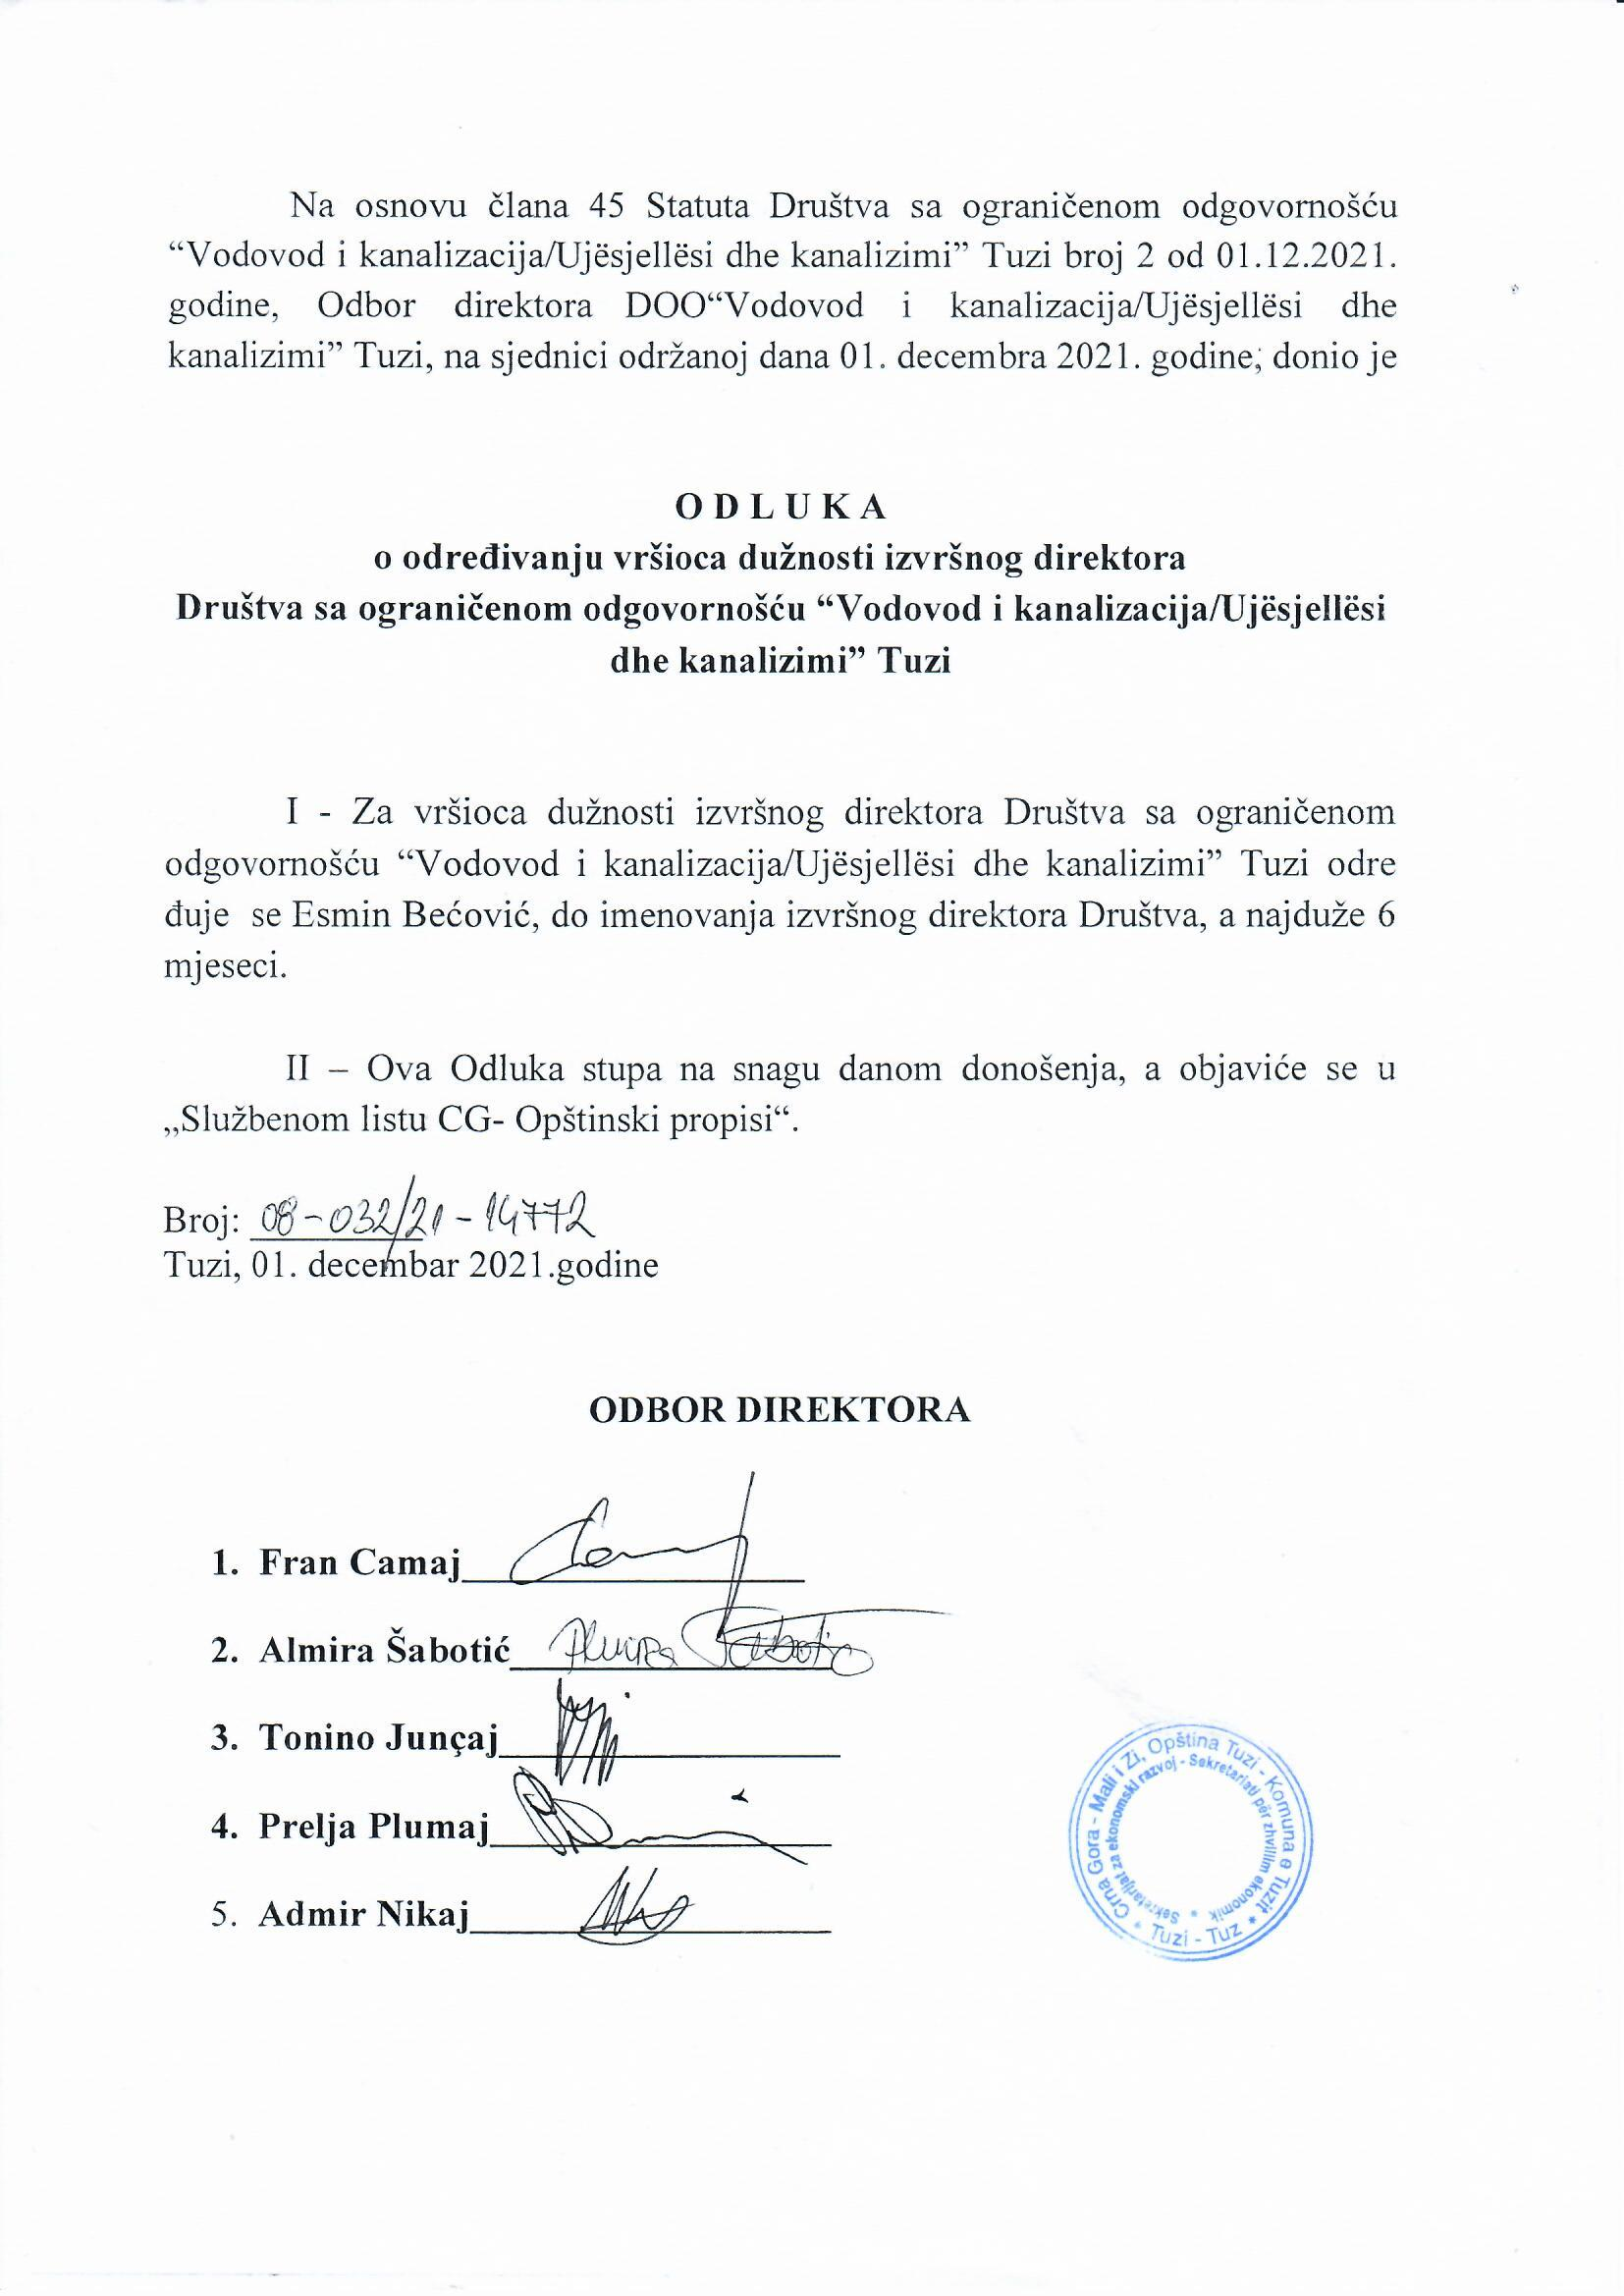 Na osnovu člana 45 Statuta Društva sa ograničenom odgovornošću
“Vodovod i kanalizacija/Ujësjellësi dhe kanalizimi” Tuzi broj 2 od 01.12.2021.
godine, Odbor direktora DOO“Vodovod i kanalizacija/Ujësjellësi dhe
kanalizimi” Tuzi, na sjednici održanoj dana 01. decembra 2021. godine, donio je
O D L U K A
o određivanju vršioca dužnosti izvršnog direktora
Društva sa ograničenom odgovornošću “Vodovod i kanalizacija/Ujësjellësi
dhe kanalizimi” Tuzi
I - Za vršioca dužnosti izvršnog direktora Društva sa ograničenom
odgovornošću “Vodovod i kanalizacija/Ujësjellësi dhe kanalizimi” Tuzi odre
đuje se Esmin Bećović, do imenovanja izvršnog direktora Društva, a najduže 6
mjeseci.
II – Ova Odluka stupa na snagu danom donošenja, a objaviće se u
„Službenom listu CG- Opštinski propisi“.
Broj: 08-032/21-14772
Tuzi, 01. decembar 2021.godine
ODBOR DIREKTORA
1. Fran Camaj
2. Almira Šabotić Almira Šabotić
3. Tonino Junçaj
4. Prelja Plumaj
5. Admir Nikaj
Crna Gora - Mali i Zi, Opština Tuzi - Komuna e Tuzit
Sekretarijat za ekonomski razvoj - Sekretariati për zhvillim ekonomik
Tuzi - Tuz